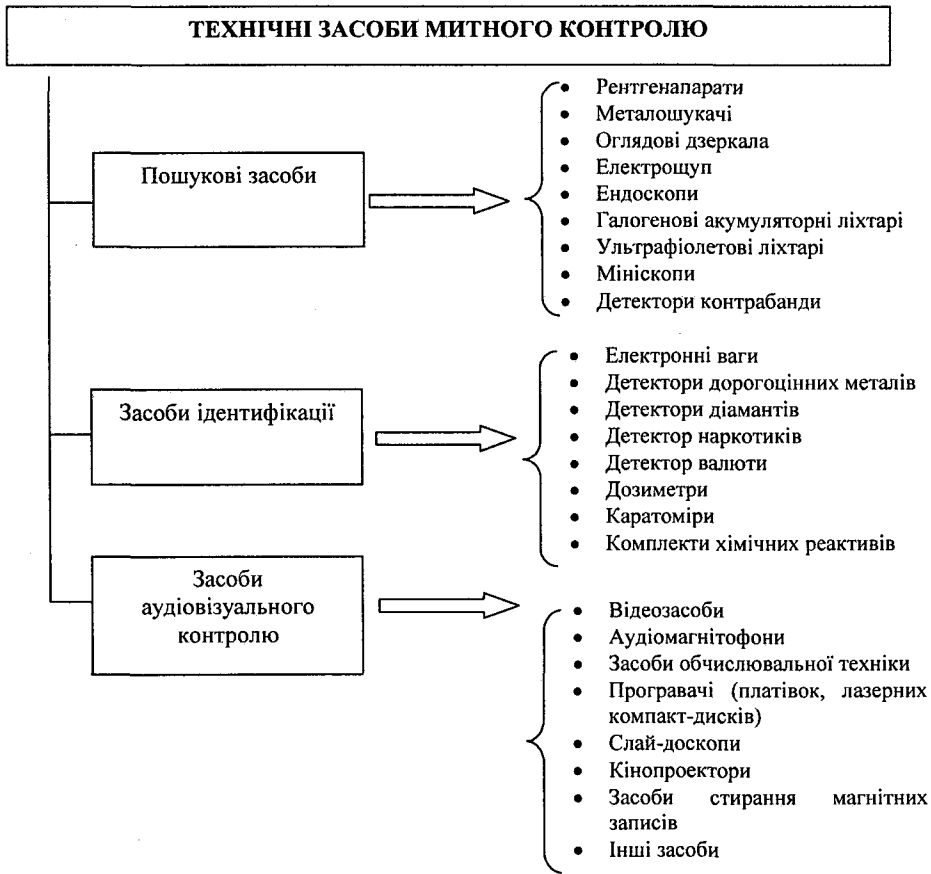 ТЕХНІЧНІ ЗАСОБИ МИТНОГО КОНТРОЛЮ
Пошукові засоби
• Рентгенапарати
• Металошукачі
• Оглядові дзеркала
• Електрощуп
• Ендоскопи
• Галогенові акумуляторні ліхтарі
• Ультрафіолетові ліхтарі
• Мініскопи
• Детектори контрабанди
Засоби ідентифікації
• Електронні ваги
• Детектори дорогоцінних металів
• Детектори діамантів
• Детектор наркотиків
• Детектор валюти
• Дозиметри
• Каратоміри
• Комплекти хімічних реактивів
Засоби
аудіовізуального
контролю
• Відеозасоби
• Аудіомагнітофони
• Засоби обчислювальної техніки
• Програвачі (платівок, лазерних
компакт-дисків)
• Слай-доскопи
• Кінопроектори
• Засоби стирання магнітних
записів
• Інші засоби